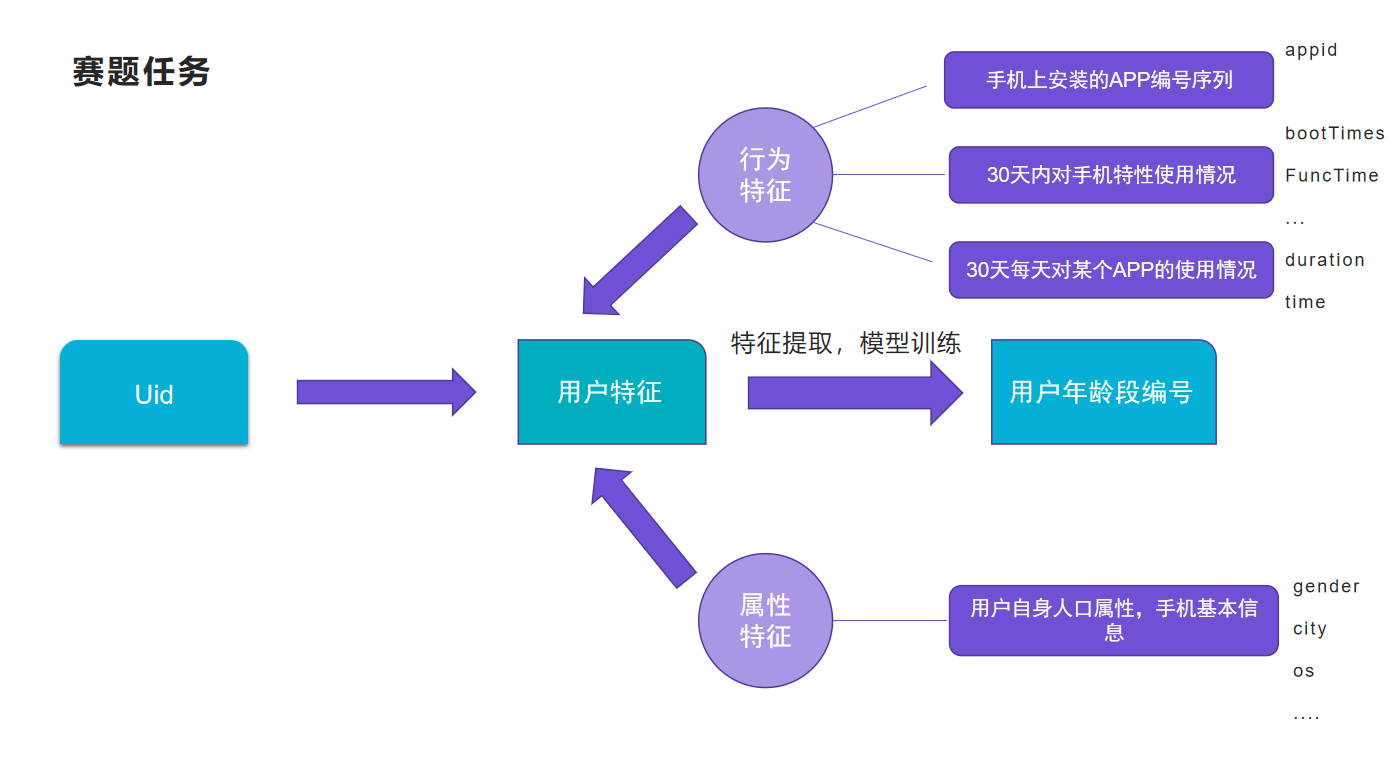 赛题任务
行为
特征
手机上安装的APP编号序列
appid
30天内对手机特性使用情况
bootTimes
FuncTime
...
30天每天对某个APP的使用情况
duration
time
Uid
用户特征
特征提取，模型训练
用户年龄段编号
属性
特征
用户自身人口属性，手机基本信
息
gender
city
os
....